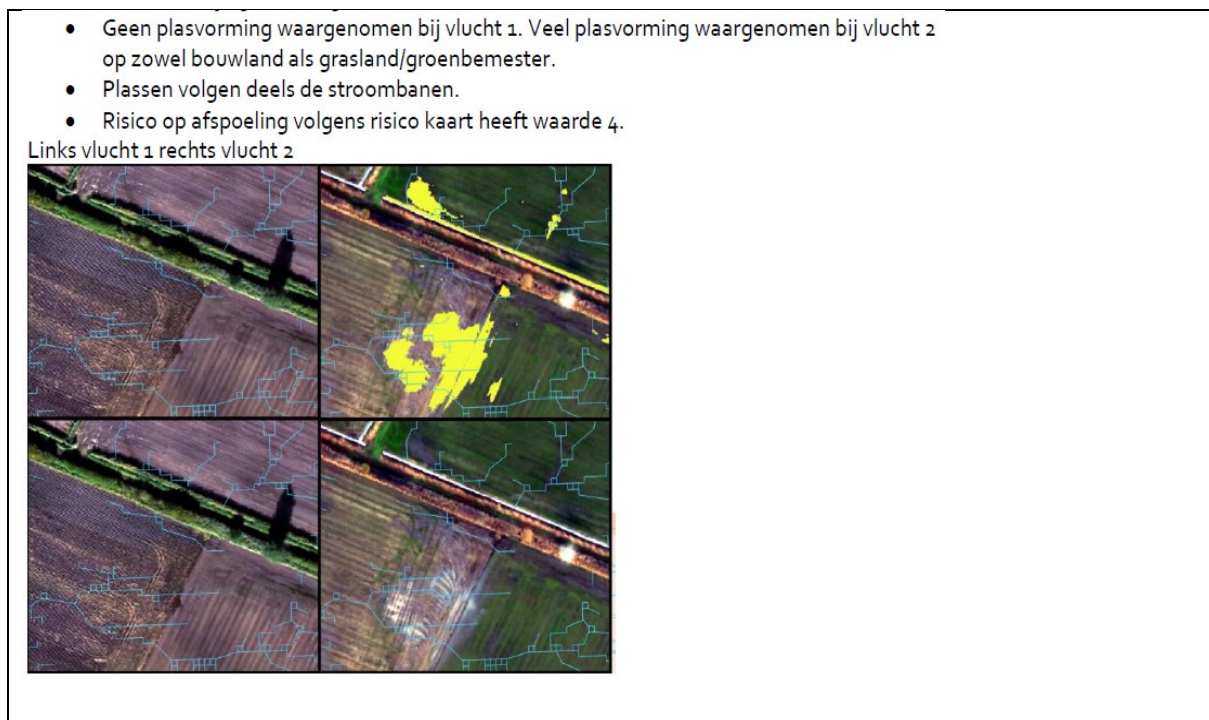 • Geen plasvorming waargenomen bij vlucht 1. Veel plasvorming waargenomen bij vlucht 2
op zowel bouwland als grasland/groenbemester.
• Plassen volgen deels de stroombanen.
• Risico op afspoeling volgens risico kaart heeft waarde 4.
Links vlucht 1 rechts vlucht 2